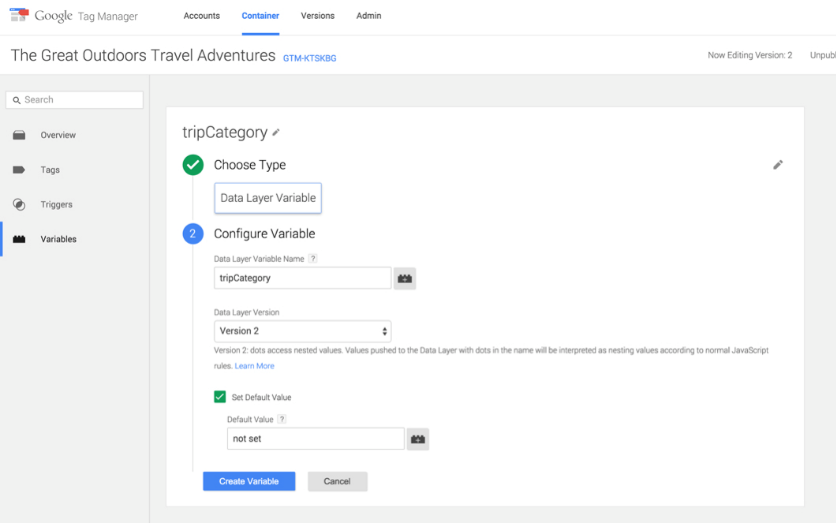 Google Tag Manager Accounts Container Versions Admin
The Great Outdoors Travel Adventures GTM-KTSKBG Now Editing Version: 2 Unpubl
Search
Overview
Tags
Triggers
Variables
tripCategory
Choose Type
Data Layer Variable
2 Configure Variable
Data Layer Variable Name ?
tripCategory
Data Layer Version
Version 2
Version 2: dots access nested values. Values pushed to the Data Layer with dots in the name will be interpreted as nesting values according to normal JavaScript
rules. Learn More
Set Default Value
Default Value ?
not set
Create Variable Cancel